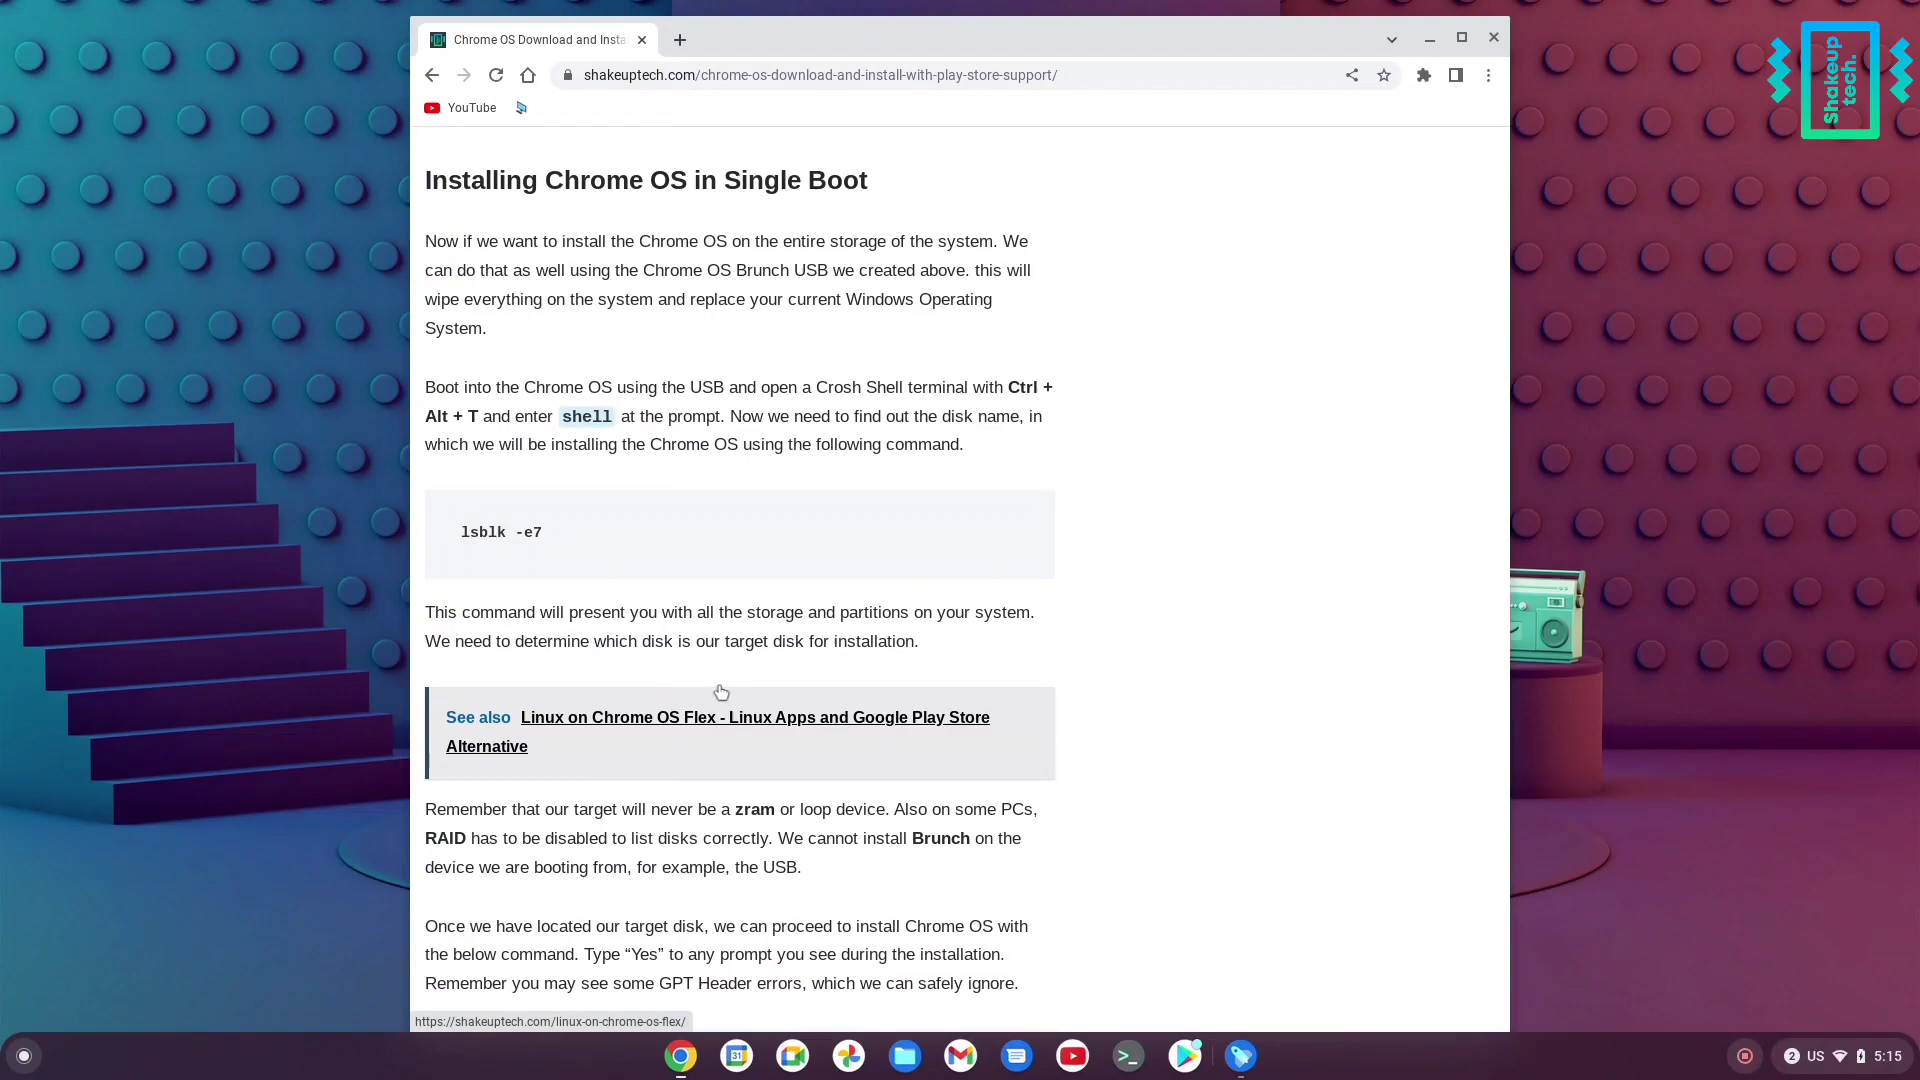 Chrome OS Download and Insta
shakeuptech.com/chrome-os-download-and-install-with-play-store-support/
YouTube
shakeup
tech.
Installing Chrome OS in Single Boot
Now if we want to install the Chrome OS on the entire storage of the system. We
can do that as well using the Chrome OS Brunch USB we created above. this will
wipe everything on the system and replace your current Windows Operating
System.
Boot into the Chrome OS using the USB and open a Crosh Shell terminal with Ctrl +
Alt + T and enter shell at the prompt. Now we need to find out the disk name, in
which we will be installing the Chrome OS using the following command.
lsblk -e7
This command will present you with all the storage and partitions on your system.
We need to determine which disk is our target disk for installation.
See also Linux on Chrome OS Flex - Linux Apps and Google Play Store
Alternative
Remember that our target will never be a zram or loop device. Also on some PCs,
RAID has to be disabled to list disks correctly. We cannot install Brunch on the
device we are booting from, for example, the USB.
Once we have located our target disk, we can proceed to install Chrome OS with
the below command. Type “Yes” to any prompt you see during the installation.
Remember you may see some GPT Header errors, which we can safely ignore.
https://shakeuptech.com/linux-on-chrome-os-flex/
31
>_
2 US 5:15